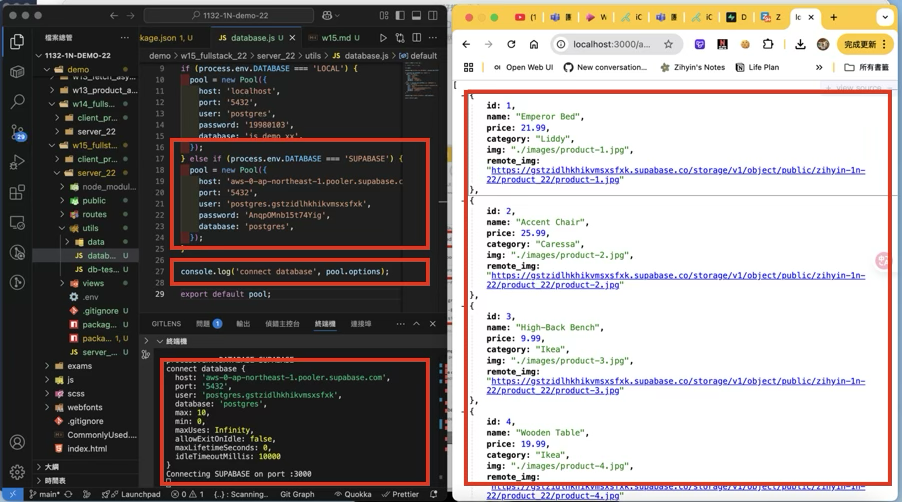 1132-1N-demo-22
檔案總管
1132-1N-DEMO-22
demo
w13_product_a...
w14_fulls...
client_pr...
server_22
w15_fullst...
client_pr...
server_22
node_modul...
public
routes
utils
data
datab... U
db-tes...
views
.env
.gitignore U
packag... U
packa... 1, U
server_... U
exams
js
scss
webfonts
.gitignore
CommonlyUsed....
index.html
大綱
時間表
29
kage.json 1, U
JS database.js U
w15.md U
demo > w15_fullstack_22 > server_22 > utils > JS database.js > default
9 if (process.env.DATABASE === 'LOCAL') {
10 pool = new Pool({
11 host: 'localhost',
12 port: '5432',
13 user: 'postgres',
14 password: '19980103',
15 database: 'js_demo_xx',
16 });
17 } else if (process.env.DATABASE === 'SUPABASE') {
18 pool = new Pool({
19 host: 'aws-0-ap-northeast-1.pooler.supabase.c
20 port: '5432',
21 user: 'postgres.gstzidlhkhikvmsxsfxk',
22 password: 'AnqpOMnb15t74Yig',
23 database: 'postgres',
24 });
25 }
26
27 console.log('connect database', pool.options);
28
29 export default pool;
GITLENS 問題 1 輸出 偵錯主控台 終端機 連接埠
終端機
connect database {
host: 'aws-0-ap-northeast-1.pooler.supabase.com',
port: '5432',
user: 'postgres.gstzidlhkhikvmsxsfxk',
database: 'postgres',
max: 10,
min: 0,
maxUses: Infinity,
allowExitOnIdle: false,
maxLifetimeSeconds: 0,
idleTimeoutMillis: 10000
}
Connecting SUPABASE on port :3000
main* Launchpad 0 1 {..}: Scanning.. Git Graph Quokka Prettier
localhost:3000/a...
完成更新
Open Web UI New conversation... Zihyin's Notes Life Plan » 所有書籤
view source
[
{
id: 1,
name: "Emperor Bed",
price: 21.99,
category: "Liddy",
img: "./images/product-1.jpg",
remote_img:
"https://gstzidlhkhikvmsxsfxk.supabase.co/storage/v1/object/public/zihyin-1n-
22/product_22/product-1.jpg"
},
{
id: 2,
name: "Accent Chair",
price: 25.99,
category: "Caressa",
img: "./images/product-2.jpg",
remote_img:
"https://gstzidlhkhikvmsxsfxk.supabase.co/storage/v1/object/public/zihyin-1n-
22/product_22/product-2.jpg"
},
{
id: 3,
name: "High-Back Bench",
price: 9.99,
category: "Ikea",
img: "./images/product-3.jpg",
remote_img:
"https://gstzidlhkhikvmsxsfxk.supabase.co/storage/v1/object/public/zihyin-1n-
22/product_22/product-3.jpg"
},
{
id: 4,
name: "Wooden Table",
price: 19.99,
category: "Ikea",
img: "./images/product-4.jpg",
remote_img:
"https://gstzidlhkhikvmsxsfxk.supabase.co/storage/v1/object/public/zihyin-1n-
22/product_22/product-4.jpg"